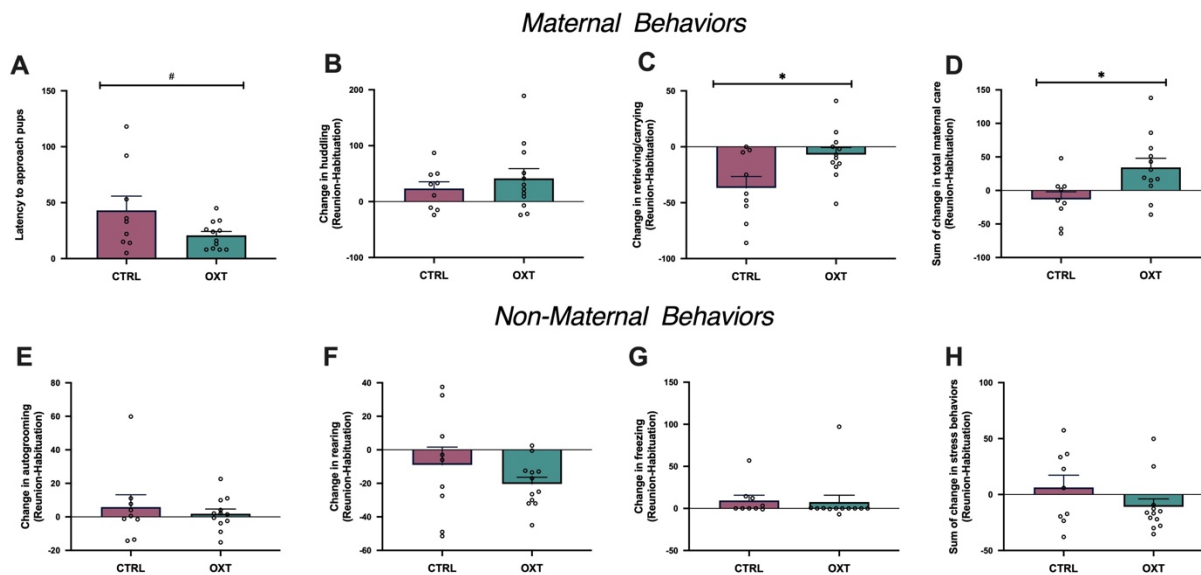 Maternal Behaviors
A
#
Latency to approach pups
150
100
50
0
CTRL
OXT
B
Change in huddling
(Reunion-Habituation)
200
100
0
-100
CTRL
OXT
C
*
Change in retrieving/carrying
(Reunion-Habituation)
50
0
-50
-100
CTRL
OXT
D
*
Sum of change in total maternal care
(Reunion-Habituation)
150
100
50
0
-50
-100
CTRL
OXT
Non-Maternal Behaviors
E
Change in autogrooming
(Reunion-Habituation)
80
60
40
20
0
-20
CTRL
OXT
F
Change in rearing
(Reunion-Habituation)
40
20
0
-20
-40
-60
CTRL
OXT
G
Change in freezing
(Reunion-Habituation)
150
100
50
0
-50
CTRL
OXT
H
Sum of change in stress behaviors
(Reunion-Habituation)
100
50
0
-50
CTRL
OXT